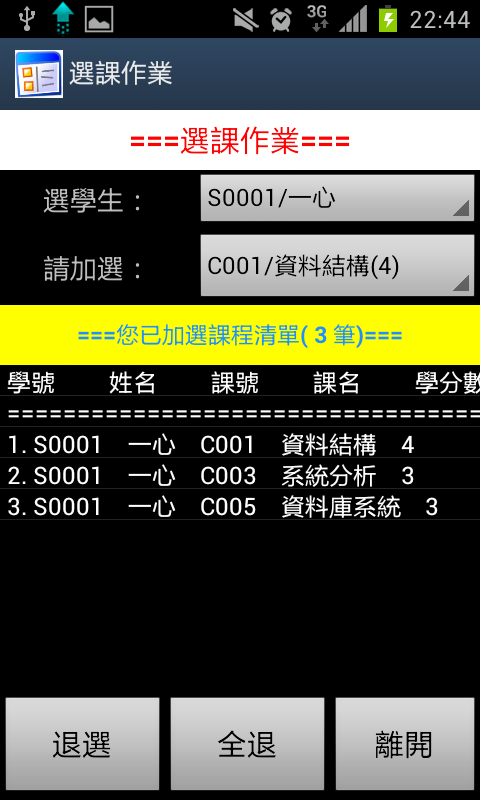 3G 22:44
選課作業
===選課作業===
選學生：
S0001/一心
請加選：
C001/資料結構(4)
===您已加選課程清單( 3 筆)===
學號 姓名 課號 課名 學分數
========================================
1. S0001 一心 C001 資料結構 4
2. S0001 一心 C003 系統分析 3
3. S0001 一心 C005 資料庫系統 3
退選 全退 離開